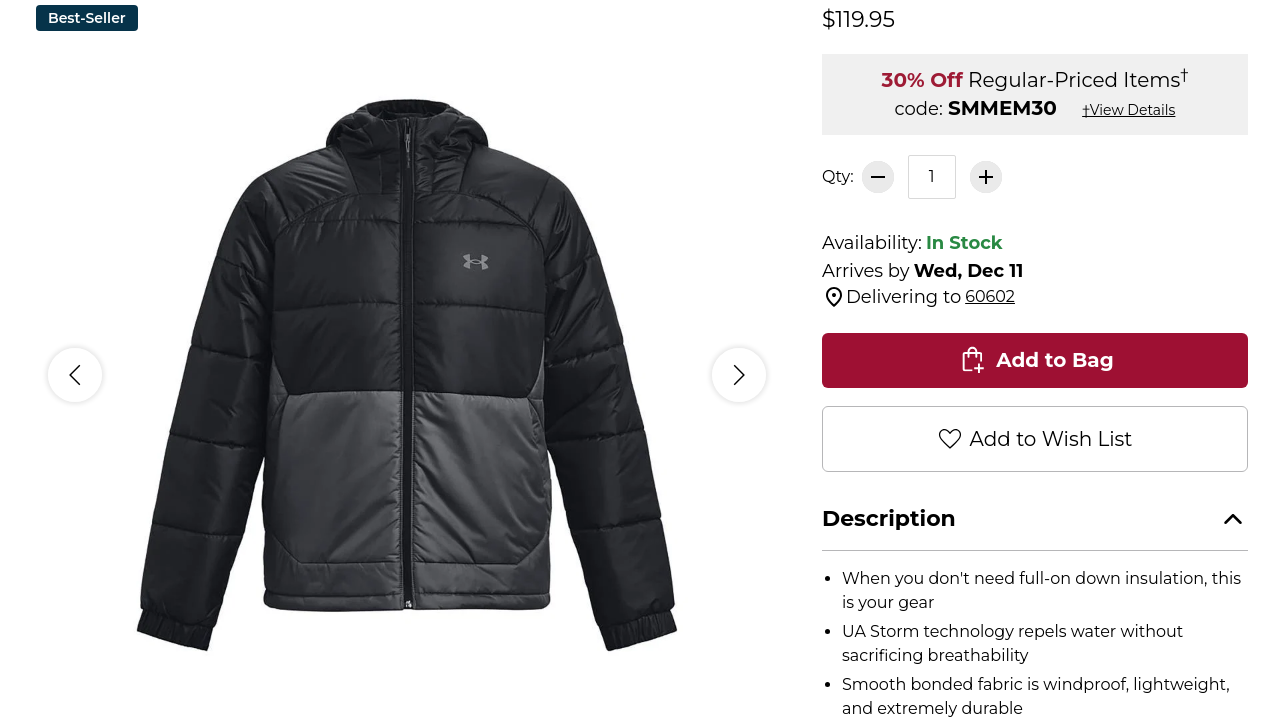 Best-Seller
$119.95
30% Off Regular-Priced Items†
code: SMMEM30 †View Details
Qty: 1
Availability: In Stock
Arrives by Wed, Dec 11
Delivering to 60602
Add to Bag
Add to Wish List
Description
• When you don't need full-on down insulation, this
is your gear
• UA Storm technology repels water without
sacrificing breathability
• Smooth bonded fabric is windproof, lightweight,
and extremely durable